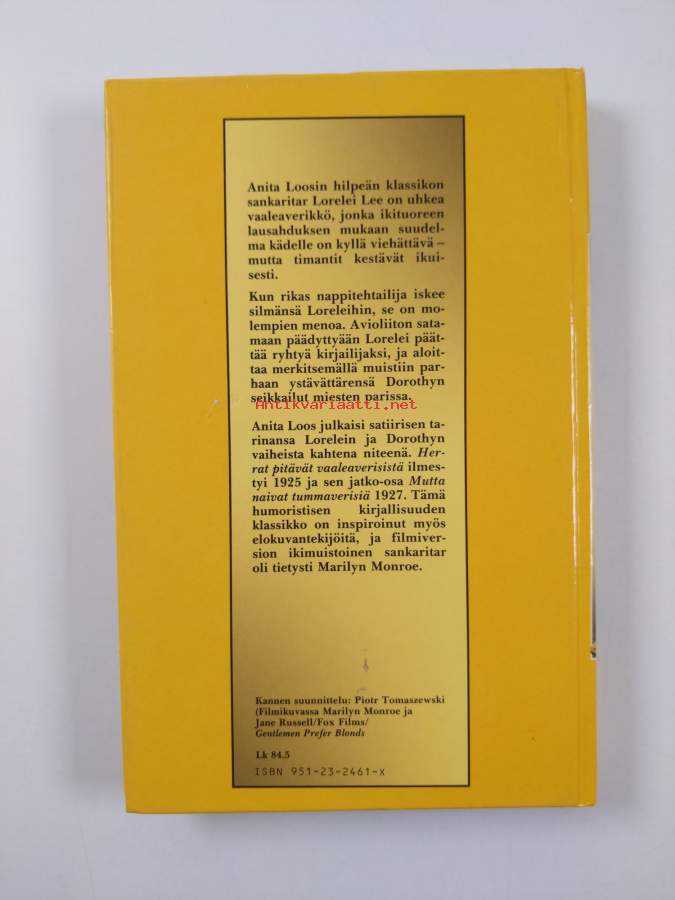 Anita Loosin hilpeän klassikon
sankaritar Lorelei Lee on uhkea
vaaleaverikkö, jonka ikituoreen
lausahduksen mukaan suudel-
ma kädelle on kyllä viehättävä –
mutta timantit kestävät ikui-
sesti.
Kun rikas nappitehtailija iskee
silmänsä Loreleihin, se on mo-
lempien menoa. Avioliiton sata-
maan päädyttyään Lorelei päät-
tää ryhtyä kirjailijaksi, ja aloit-
taa merkitsemällä muistiin par-
haan ystävättärensä Dorothyn
seikkailut miesten parissa.
Antikvariaatti.net
Anita Loos julkaisi satiirisen ta-
rinansa Lorelein ja Dorothyn
vaiheista kahtena niteenä. Her-
rat pitävät vaaleaverisistä ilmes-
tyi 1925 ja sen jatko-osa Mutta
naivat tummaverisiä 1927. Tämä
humoristisen kirjallisuuden
klassikko on inspiroinut myös
elokuvantekijöitä, ja filmiver-
sion ikimuistoinen sankaritar
oli tietysti Marilyn Monroe.
Kannen suunnittelu: Piotr Tomaszewski
(Filmikuvassa Marilyn Monroe ja
Jane Russell/Fox Films/
Gentlemen Prefer Blonds
Lk 84.5
ISBN 951-23-2461-X